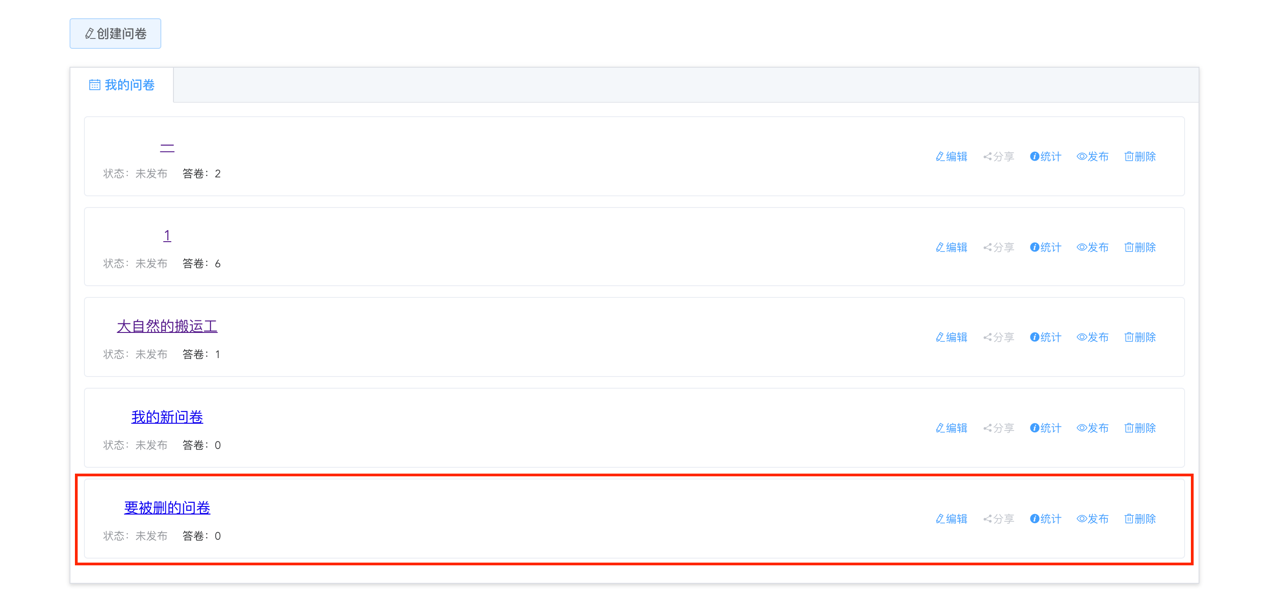 创建问卷
我的问卷
一
状态：未发布 答卷：2
编辑 分享 统计 发布 删除
1
状态：未发布 答卷：6
编辑 分享 统计 发布 删除
大自然的搬运工
状态：未发布 答卷：1
编辑 分享 统计 发布 删除
我的新问卷
状态：未发布 答卷：0
编辑 分享 统计 发布 删除
要被删的问卷
状态：未发布 答卷：0
编辑 分享 统计 发布 删除